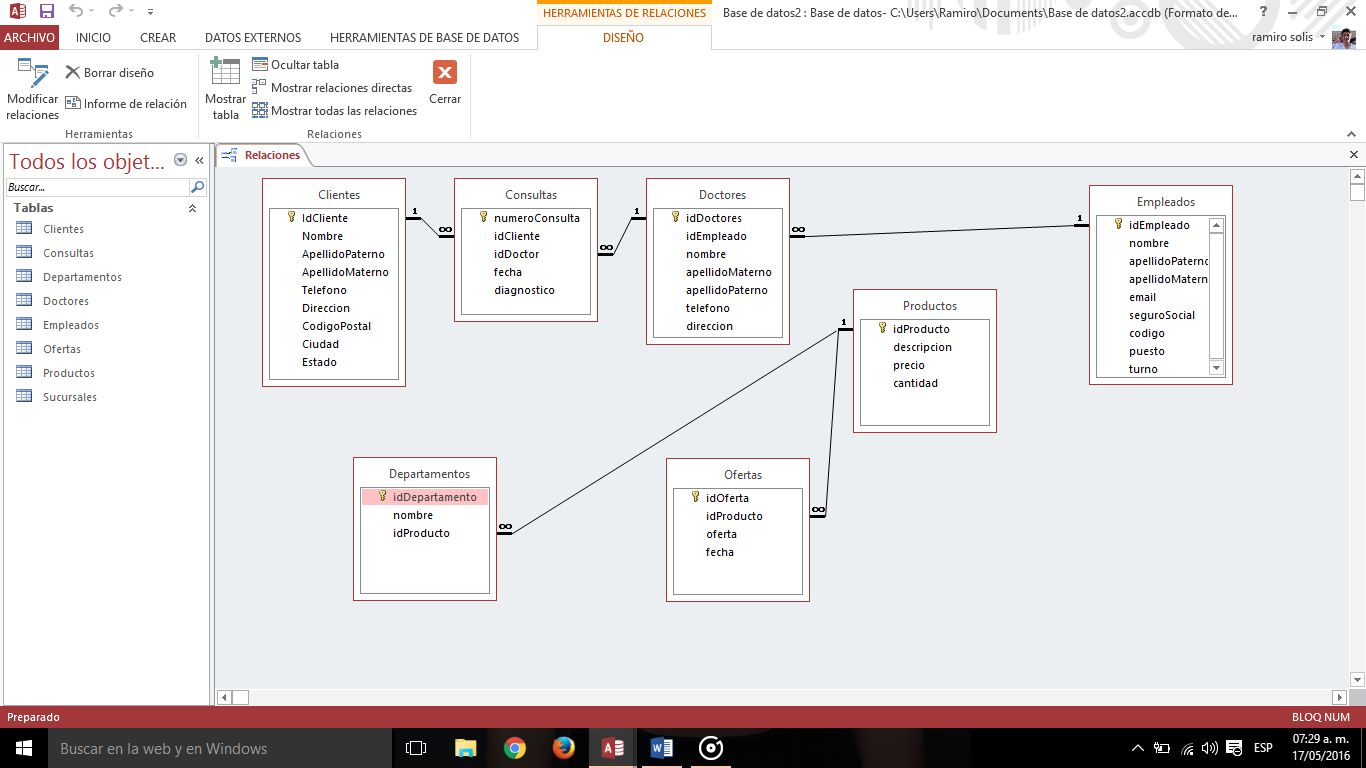 HERRAMIENTAS DE RELACIONES
Base de datos2 : Base de datos- C:\Users\Ramiro\Documents\Base de datos2.accdb (Formato de...
?
ARCHIVO
INICIO
CREAR
DATOS EXTERNOS
HERRAMIENTAS DE BASE DE DATOS
DISEÑO
ramiro solis
Modificar
relaciones
Borrar diseño
Informe de relación
Herramientas
Mostrar
tabla
Ocultar tabla
Mostrar relaciones directas
Mostrar todas las relaciones
Cerrar
Relaciones
Todos los objet...
«
Buscar...
Tablas
Clientes
Consultas
Departamentos
Doctores
Empleados
Ofertas
Productos
Sucursales
Relaciones
Clientes
IdCliente
Nombre
ApellidoPaterno
ApellidoMaterno
Telefono
Direccion
CodigoPostal
Ciudad
Estado
1
∞
Consultas
numeroConsulta
idCliente
idDoctor
fecha
diagnostico
∞
1
Doctores
idDoctores
idEmpleado
nombre
apellidoMaterno
apellidoPaterno
telefono
direccion
∞
1
Empleados
idEmpleado
nombre
apellidoPaterno
apellidoMatern
email
seguroSocial
codigo
puesto
turno
1
Productos
idProducto
descripcion
precio
cantidad
Departamentos
idDepartamento
nombre
idProducto
∞
Ofertas
idOferta
idProducto
oferta
fecha
∞
Preparado
BLOQ NUM
Buscar en la web y en Windows
ESP
07:29 a. m.
17/05/2016